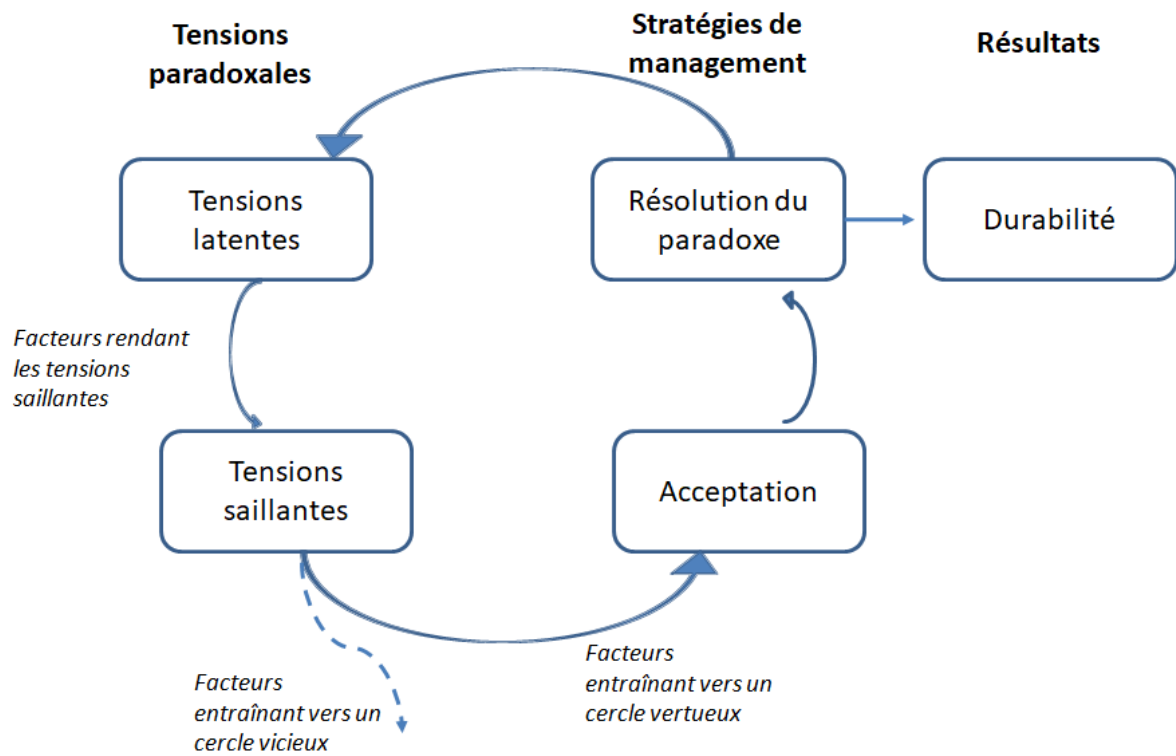 Tensions
paradoxales
Stratégies de
management
Résultats
Tensions
latentes
Résolution du
paradoxe
Durabilité
Facteurs rendant
les tensions
saillantes
Tensions
saillantes
Acceptation
Facteurs
entraînant vers un
cercle vicieux
Facteurs
entraînant vers un
cercle vertueux